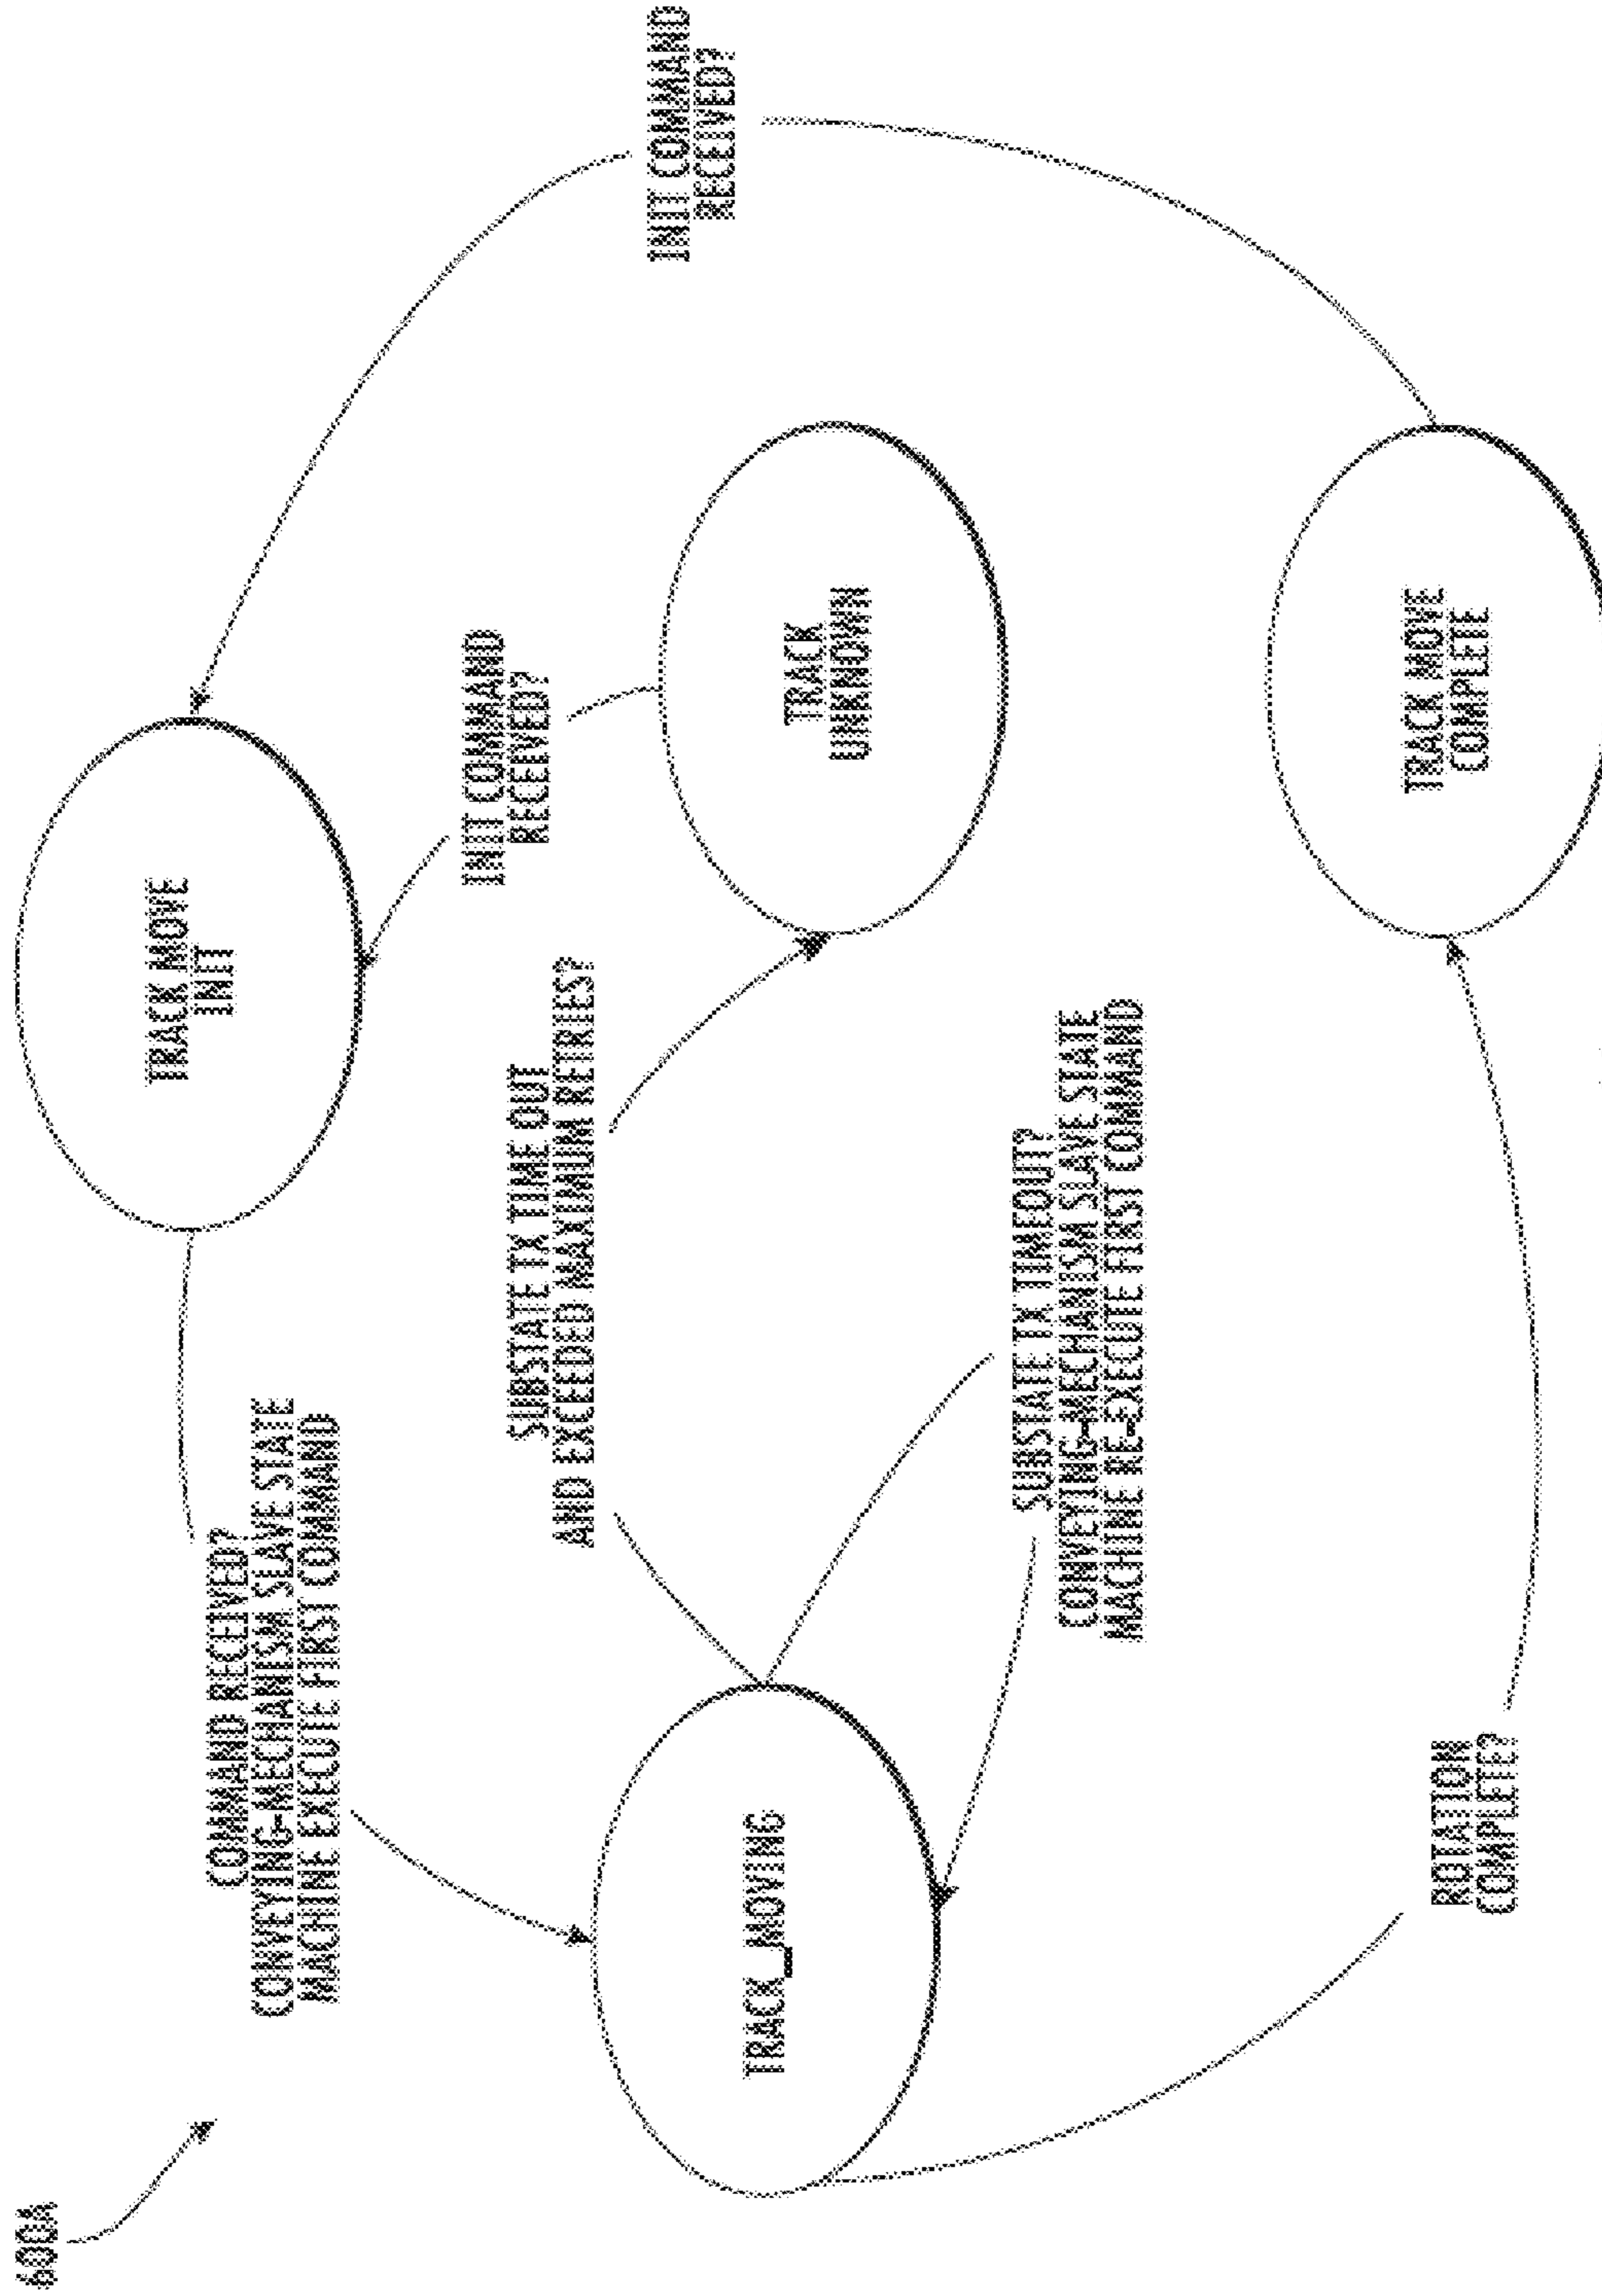 600A
COMMAND RECEIVED?
CONVEYING-MECHANISM SLAVE STATE
MACHINE EXECUTE FIRST COMMAND
TRACK MOVE
INIT
INIT COMMAND
RECEIVED?
INIT COMMAND
RECEIVED?
SUBSTATE TX TIME OUT
AND EXCEEDED MAXIMUM RETRIES?
TRACK_MOVING
TRACK
UNKNOWN
SUBSTATE TX TIMEOUT?
CONVEYING-MECHANISM SLAVE STATE
MACHINE RE-EXECUTE FIRST COMMAND
ROTATION
COMPLETE?
TRACK MOVE
COMPLETE